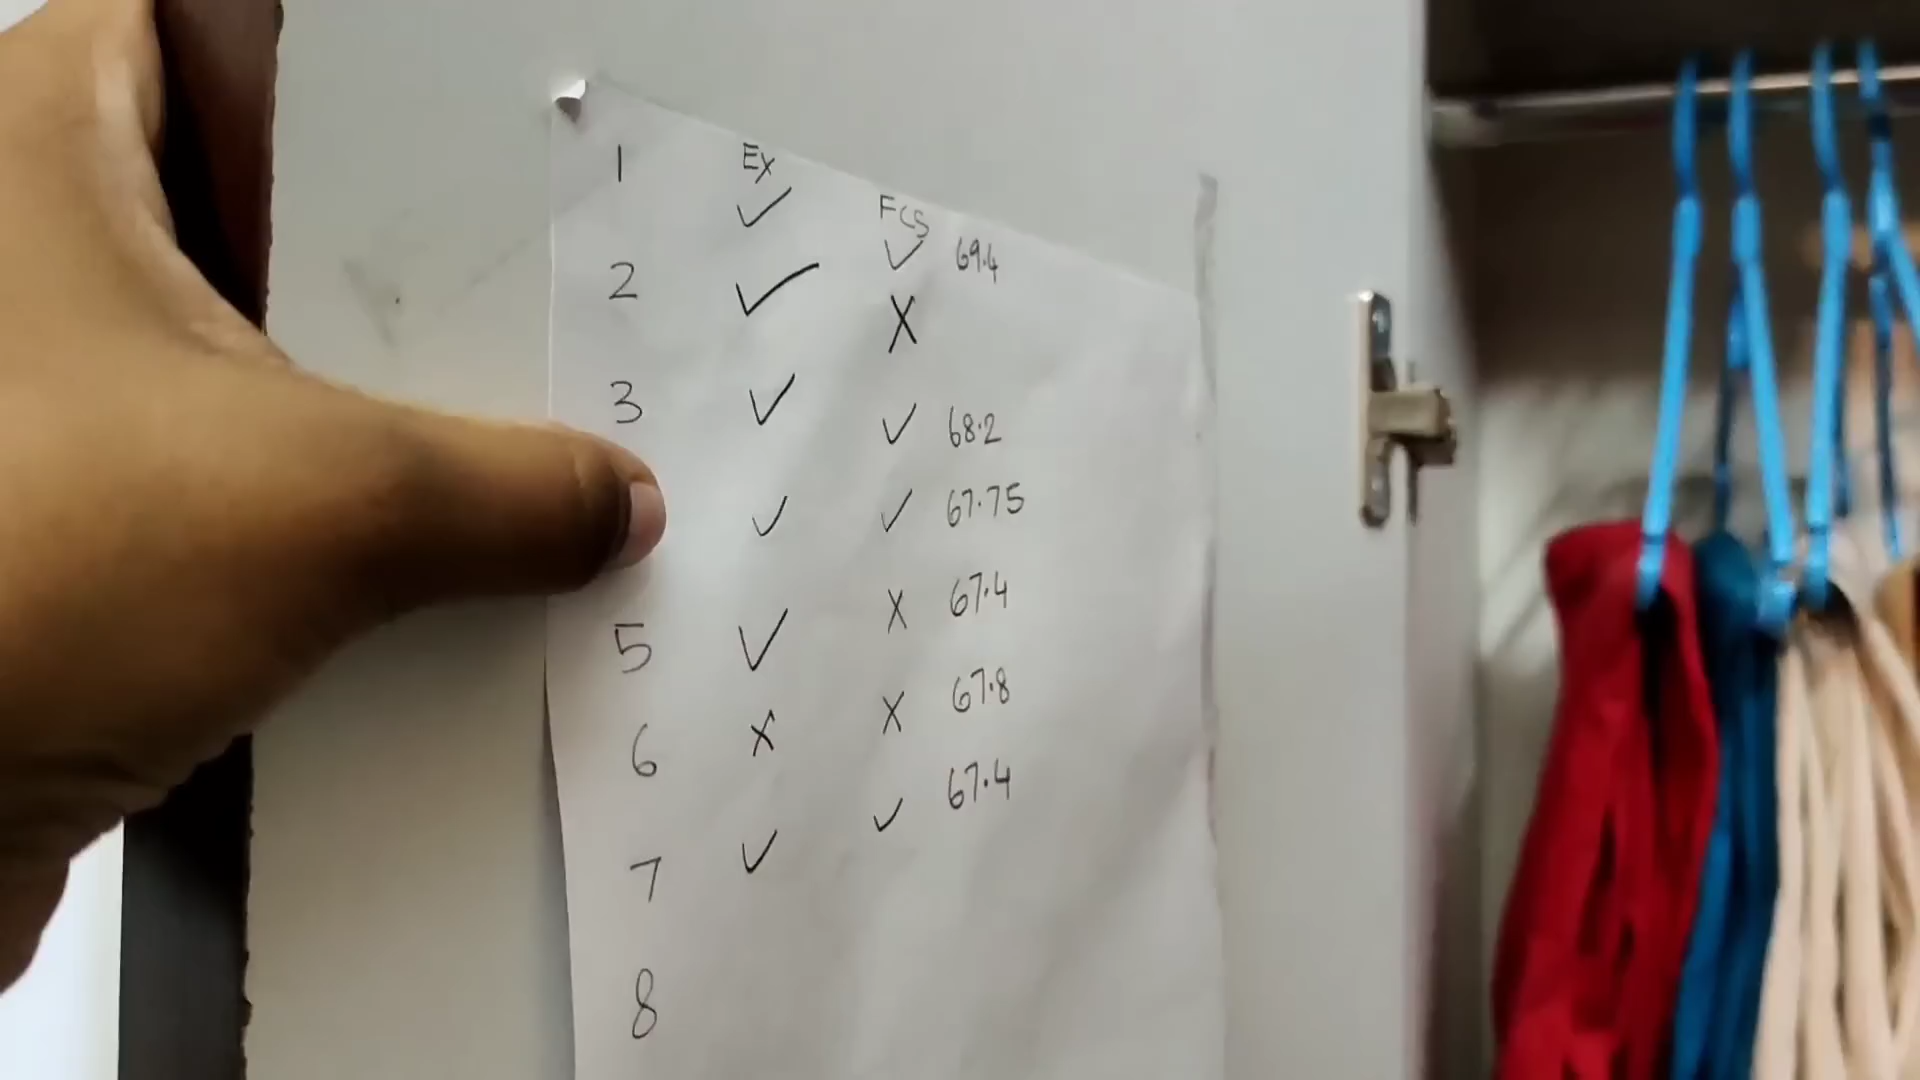 1 EX
✓ FCS
✓ 69.4
2 ✓ X
3 ✓ ✓ 68.2
✓ ✓ 67.75
5 ✓ X 67.4
6 X X 67.8
7 ✓ ✓ 67.4
8